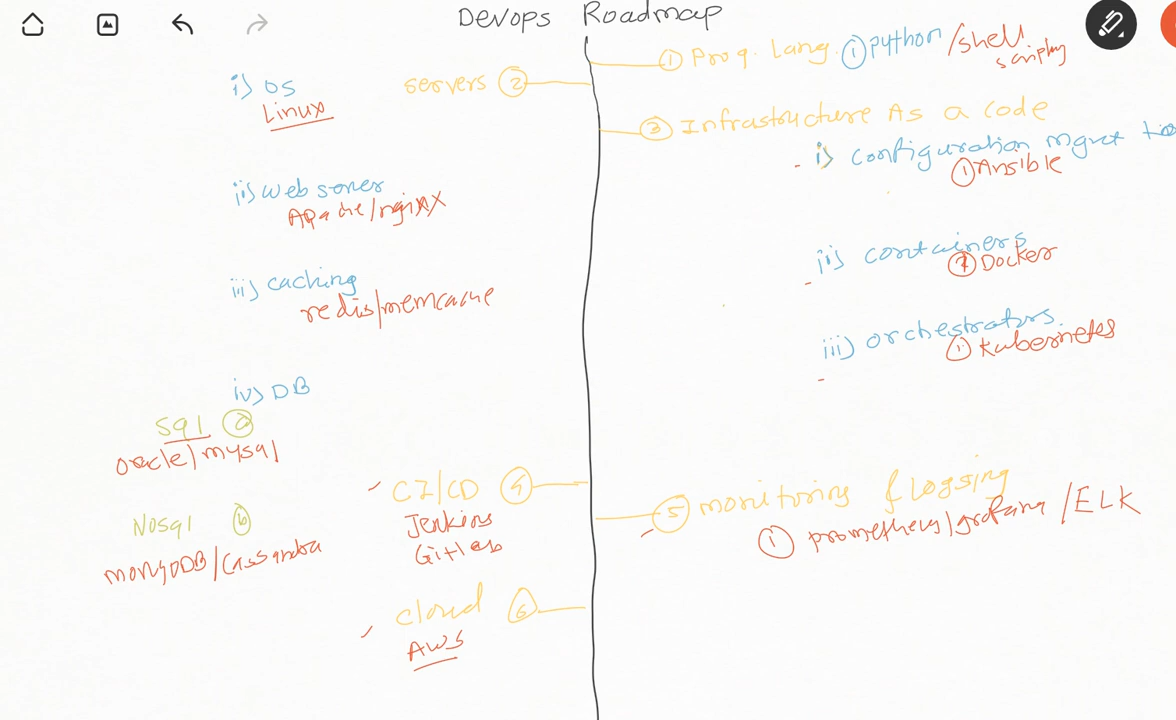 Devops Roadmap
① Prog. Lang. ① python /shell scripting
servers ②
i) OS
Linux
ii) web server
Apache/nginx
iii) caching
redis/memcache
iv) DB
Sql ⓐ
oracle/mysql
Nosql ⓑ
mongoDB/Cassandra
③ Infrastructure As a code
i) configuration mgmt
① Ansible
ii) containers
① Docker
iii) orchestrators
① Kubernetes
CI/CD ④
Jenkins
Gitlab
⑤ monitoring & logging
① prometheus/grafana /ELK
cloud ⑥
AWS